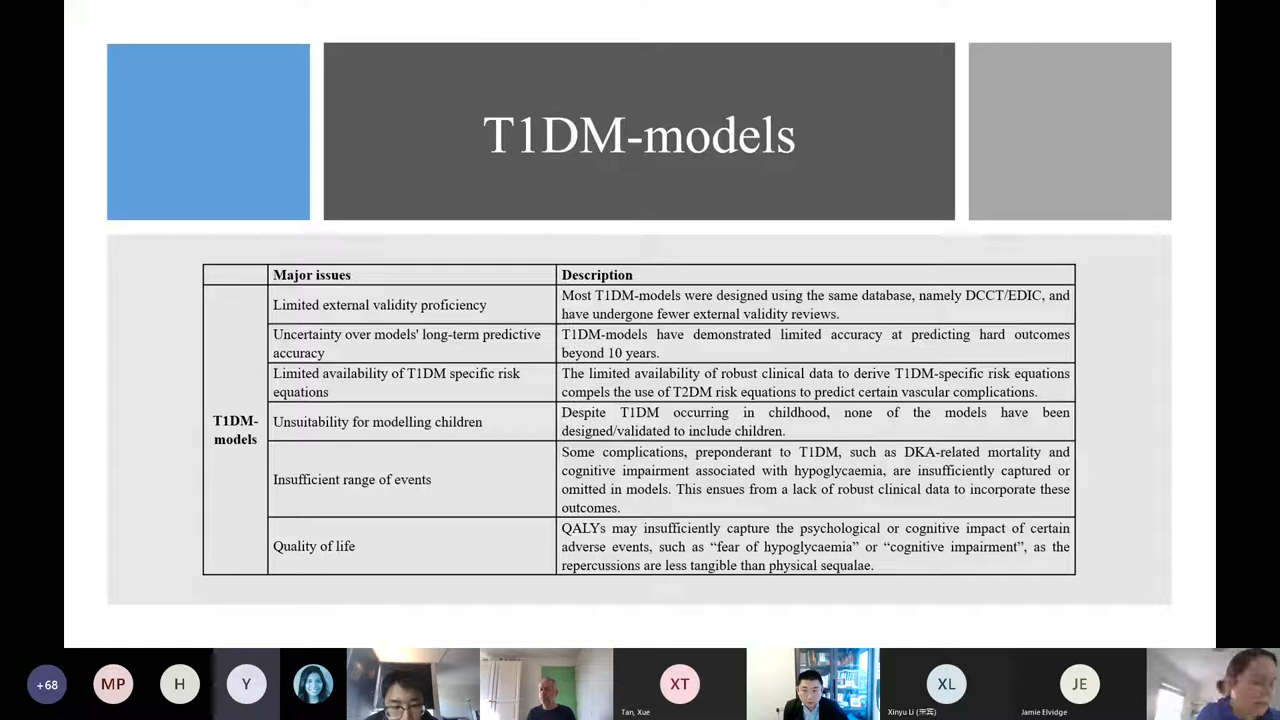 T1DM-models
Major issues
Description
T1DM-
models
Limited external validity proficiency
Most T1DM-models were designed using the same database, namely DCCT/EDIC, and
have undergone fewer external validity reviews.
Uncertainty over models' long-term predictive
accuracy
T1DM-models have demonstrated limited accuracy at predicting hard outcomes
beyond 10 years.
Limited availability of T1DM specific risk
equations
The limited availability of robust clinical data to derive T1DM-specific risk equations
compels the use of T2DM risk equations to predict certain vascular complications.
Unsuitability for modelling children
Despite T1DM occurring in childhood, none of the models have been
designed/validated to include children.
Insufficient range of events
Some complications, preponderant to T1DM, such as DKA-related mortality and
cognitive impairment associated with hypoglycaemia, are insufficiently captured or
omitted in models. This ensues from a lack of robust clinical data to incorporate these
outcomes.
Quality of life
QALYs may insufficiently capture the psychological or cognitive impact of certain
adverse events, such as “fear of hypoglycaemia” or “cognitive impairment”, as the
repercussions are less tangible than physical sequalae.
+68
MP
H
Y
XT
Tan, Xue
XL
Xinyu Li
JE
Jamie Elvidge